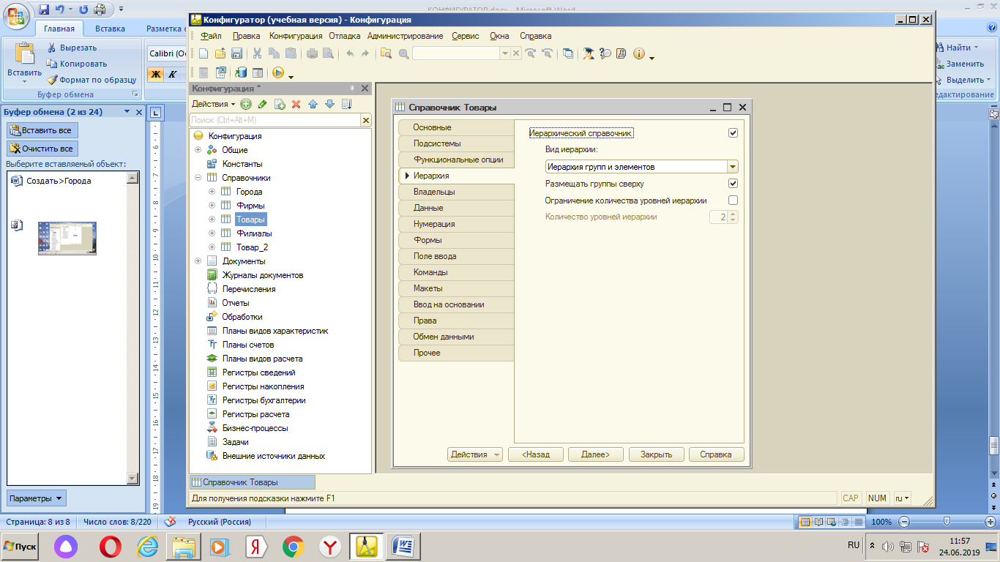 КОНФИГУРАТОР.docx - Microsoft Word
Главная
Вставка
Разметка
Вставить
Вырезать
Копировать
Формат по образцу
Буфер обмена
Calibri (Ос
Ж К
Найти
Заменить
Выделить
едактирование
Буфер обмена (2 из 24)
Вставить все
Очистить все
Выберите вставляемый объект:
Создать>Города
Параметры
Конфигуратор (учебная версия) - Конфигурация
Файл Правка Конфигурация Отладка Администрирование Сервис Окна Справка
Конфигурация *
Действия
Поиск (Ctrl+Alt+M)
Конфигурация
Общие
Константы
Справочники
Города
Фирмы
Товары
Филиалы
Товар_2
Документы
Журналы документов
Перечисления
Отчеты
Обработки
Планы видов характеристик
Планы счетов
Планы видов расчета
Регистры сведений
Регистры накопления
Регистры бухгалтерии
Регистры расчета
Бизнес-процессы
Задачи
Внешние источники данных
Справочник Товары
Основные
Подсистемы
Функциональные опции
Иерархия
Владельцы
Данные
Нумерация
Формы
Поле ввода
Команды
Макеты
Ввод на основании
Права
Обмен данными
Прочее
Иерархический справочник
Вид иерархии:
Иерархия групп и элементов
Размещать группы сверху
Ограничение количества уровней иерархии
Количество уровней иерархии 2
Действия <Назад Далее> Закрыть Справка
Справочник Товары
Для получения подсказки нажмите F1
CAP NUM ru
Страница: 8 из 8 Число слов: 8/220 Русский (Россия) 100%
Пуск
RU
11:57
24.06.2019